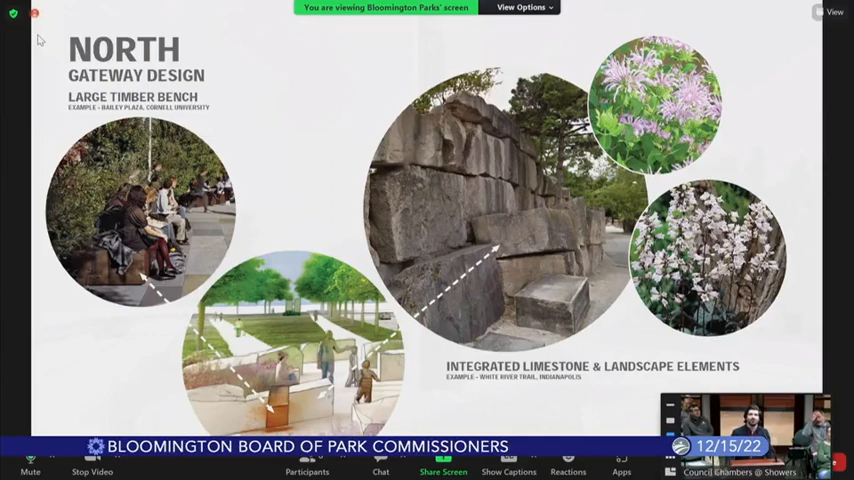 You are viewing Bloomington Parks' screen
View Options
View
NORTH
GATEWAY DESIGN
LARGE TIMBER BENCH
EXAMPLE - BAILEY PLAZA, CORNELL UNIVERSITY
INTEGRATED LIMESTONE & LANDSCAPE ELEMENTS
EXAMPLE - WHITE RIVER TRAIL, INDIANAPOLIS
BLOOMINGTON BOARD OF PARK COMMISSIONERS
12/15/22
Mute
Stop Video
Participants
Chat
Share Screen
Show Captions
Reactions
Apps
Council Chambers @ Showers